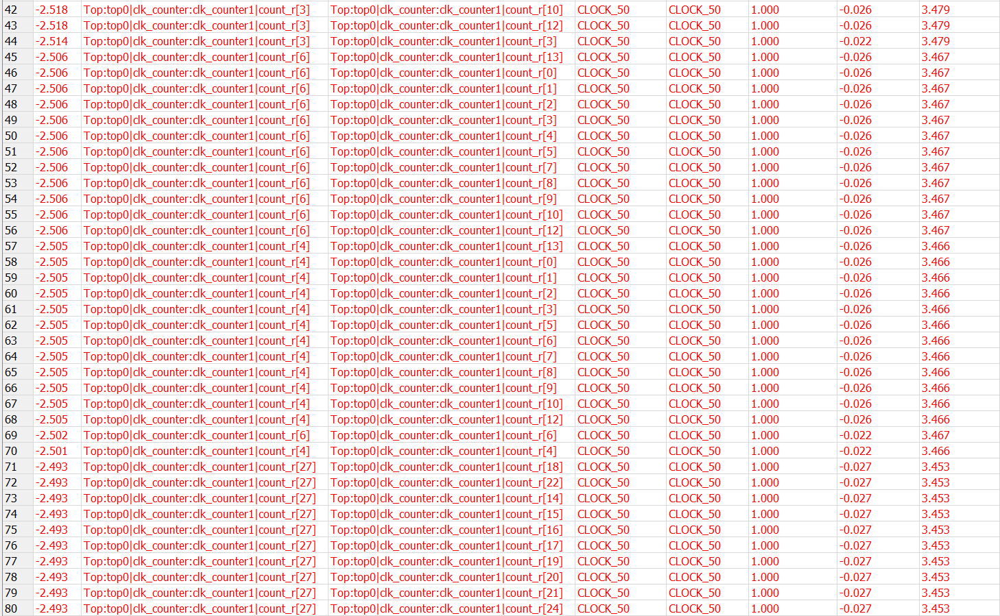 42 -2.518 Top:top0|clk_counter:clk_counter1|count_r[3] Top:top0|clk_counter:clk_counter1|count_r[10] CLOCK_50 CLOCK_50 1.000 -0.026 3.479
43 -2.518 Top:top0|clk_counter:clk_counter1|count_r[3] Top:top0|clk_counter:clk_counter1|count_r[12] CLOCK_50 CLOCK_50 1.000 -0.026 3.479
44 -2.514 Top:top0|clk_counter:clk_counter1|count_r[3] Top:top0|clk_counter:clk_counter1|count_r[3] CLOCK_50 CLOCK_50 1.000 -0.022 3.479
45 -2.506 Top:top0|clk_counter:clk_counter1|count_r[6] Top:top0|clk_counter:clk_counter1|count_r[13] CLOCK_50 CLOCK_50 1.000 -0.026 3.467
46 -2.506 Top:top0|clk_counter:clk_counter1|count_r[6] Top:top0|clk_counter:clk_counter1|count_r[0] CLOCK_50 CLOCK_50 1.000 -0.026 3.467
47 -2.506 Top:top0|clk_counter:clk_counter1|count_r[6] Top:top0|clk_counter:clk_counter1|count_r[1] CLOCK_50 CLOCK_50 1.000 -0.026 3.467
48 -2.506 Top:top0|clk_counter:clk_counter1|count_r[6] Top:top0|clk_counter:clk_counter1|count_r[2] CLOCK_50 CLOCK_50 1.000 -0.026 3.467
49 -2.506 Top:top0|clk_counter:clk_counter1|count_r[6] Top:top0|clk_counter:clk_counter1|count_r[3] CLOCK_50 CLOCK_50 1.000 -0.026 3.467
50 -2.506 Top:top0|clk_counter:clk_counter1|count_r[6] Top:top0|clk_counter:clk_counter1|count_r[4] CLOCK_50 CLOCK_50 1.000 -0.026 3.467
51 -2.506 Top:top0|clk_counter:clk_counter1|count_r[6] Top:top0|clk_counter:clk_counter1|count_r[5] CLOCK_50 CLOCK_50 1.000 -0.026 3.467
52 -2.506 Top:top0|clk_counter:clk_counter1|count_r[6] Top:top0|clk_counter:clk_counter1|count_r[7] CLOCK_50 CLOCK_50 1.000 -0.026 3.467
53 -2.506 Top:top0|clk_counter:clk_counter1|count_r[6] Top:top0|clk_counter:clk_counter1|count_r[8] CLOCK_50 CLOCK_50 1.000 -0.026 3.467
54 -2.506 Top:top0|clk_counter:clk_counter1|count_r[6] Top:top0|clk_counter:clk_counter1|count_r[9] CLOCK_50 CLOCK_50 1.000 -0.026 3.467
55 -2.506 Top:top0|clk_counter:clk_counter1|count_r[6] Top:top0|clk_counter:clk_counter1|count_r[10] CLOCK_50 CLOCK_50 1.000 -0.026 3.467
56 -2.506 Top:top0|clk_counter:clk_counter1|count_r[6] Top:top0|clk_counter:clk_counter1|count_r[12] CLOCK_50 CLOCK_50 1.000 -0.026 3.467
57 -2.505 Top:top0|clk_counter:clk_counter1|count_r[4] Top:top0|clk_counter:clk_counter1|count_r[13] CLOCK_50 CLOCK_50 1.000 -0.026 3.466
58 -2.505 Top:top0|clk_counter:clk_counter1|count_r[4] Top:top0|clk_counter:clk_counter1|count_r[0] CLOCK_50 CLOCK_50 1.000 -0.026 3.466
59 -2.505 Top:top0|clk_counter:clk_counter1|count_r[4] Top:top0|clk_counter:clk_counter1|count_r[1] CLOCK_50 CLOCK_50 1.000 -0.026 3.466
60 -2.505 Top:top0|clk_counter:clk_counter1|count_r[4] Top:top0|clk_counter:clk_counter1|count_r[2] CLOCK_50 CLOCK_50 1.000 -0.026 3.466
61 -2.505 Top:top0|clk_counter:clk_counter1|count_r[4] Top:top0|clk_counter:clk_counter1|count_r[3] CLOCK_50 CLOCK_50 1.000 -0.026 3.466
62 -2.505 Top:top0|clk_counter:clk_counter1|count_r[4] Top:top0|clk_counter:clk_counter1|count_r[5] CLOCK_50 CLOCK_50 1.000 -0.026 3.466
63 -2.505 Top:top0|clk_counter:clk_counter1|count_r[4] Top:top0|clk_counter:clk_counter1|count_r[6] CLOCK_50 CLOCK_50 1.000 -0.026 3.466
64 -2.505 Top:top0|clk_counter:clk_counter1|count_r[4] Top:top0|clk_counter:clk_counter1|count_r[7] CLOCK_50 CLOCK_50 1.000 -0.026 3.466
65 -2.505 Top:top0|clk_counter:clk_counter1|count_r[4] Top:top0|clk_counter:clk_counter1|count_r[8] CLOCK_50 CLOCK_50 1.000 -0.026 3.466
66 -2.505 Top:top0|clk_counter:clk_counter1|count_r[4] Top:top0|clk_counter:clk_counter1|count_r[9] CLOCK_50 CLOCK_50 1.000 -0.026 3.466
67 -2.505 Top:top0|clk_counter:clk_counter1|count_r[4] Top:top0|clk_counter:clk_counter1|count_r[10] CLOCK_50 CLOCK_50 1.000 -0.026 3.466
68 -2.505 Top:top0|clk_counter:clk_counter1|count_r[4] Top:top0|clk_counter:clk_counter1|count_r[12] CLOCK_50 CLOCK_50 1.000 -0.026 3.466
69 -2.502 Top:top0|clk_counter:clk_counter1|count_r[6] Top:top0|clk_counter:clk_counter1|count_r[6] CLOCK_50 CLOCK_50 1.000 -0.022 3.467
70 -2.501 Top:top0|clk_counter:clk_counter1|count_r[4] Top:top0|clk_counter:clk_counter1|count_r[4] CLOCK_50 CLOCK_50 1.000 -0.022 3.466
71 -2.493 Top:top0|clk_counter:clk_counter1|count_r[27] Top:top0|clk_counter:clk_counter1|count_r[18] CLOCK_50 CLOCK_50 1.000 -0.027 3.453
72 -2.493 Top:top0|clk_counter:clk_counter1|count_r[27] Top:top0|clk_counter:clk_counter1|count_r[22] CLOCK_50 CLOCK_50 1.000 -0.027 3.453
73 -2.493 Top:top0|clk_counter:clk_counter1|count_r[27] Top:top0|clk_counter:clk_counter1|count_r[14] CLOCK_50 CLOCK_50 1.000 -0.027 3.453
74 -2.493 Top:top0|clk_counter:clk_counter1|count_r[27] Top:top0|clk_counter:clk_counter1|count_r[15] CLOCK_50 CLOCK_50 1.000 -0.027 3.453
75 -2.493 Top:top0|clk_counter:clk_counter1|count_r[27] Top:top0|clk_counter:clk_counter1|count_r[16] CLOCK_50 CLOCK_50 1.000 -0.027 3.453
76 -2.493 Top:top0|clk_counter:clk_counter1|count_r[27] Top:top0|clk_counter:clk_counter1|count_r[17] CLOCK_50 CLOCK_50 1.000 -0.027 3.453
77 -2.493 Top:top0|clk_counter:clk_counter1|count_r[27] Top:top0|clk_counter:clk_counter1|count_r[19] CLOCK_50 CLOCK_50 1.000 -0.027 3.453
78 -2.493 Top:top0|clk_counter:clk_counter1|count_r[27] Top:top0|clk_counter:clk_counter1|count_r[20] CLOCK_50 CLOCK_50 1.000 -0.027 3.453
79 -2.493 Top:top0|clk_counter:clk_counter1|count_r[27] Top:top0|clk_counter:clk_counter1|count_r[21] CLOCK_50 CLOCK_50 1.000 -0.027 3.453
80 -2.493 Top:top0|clk_counter:clk_counter1|count_r[27] Top:top0|clk_counter:clk_counter1|count_r[24] CLOCK_50 CLOCK_50 1.000 -0.027 3.453